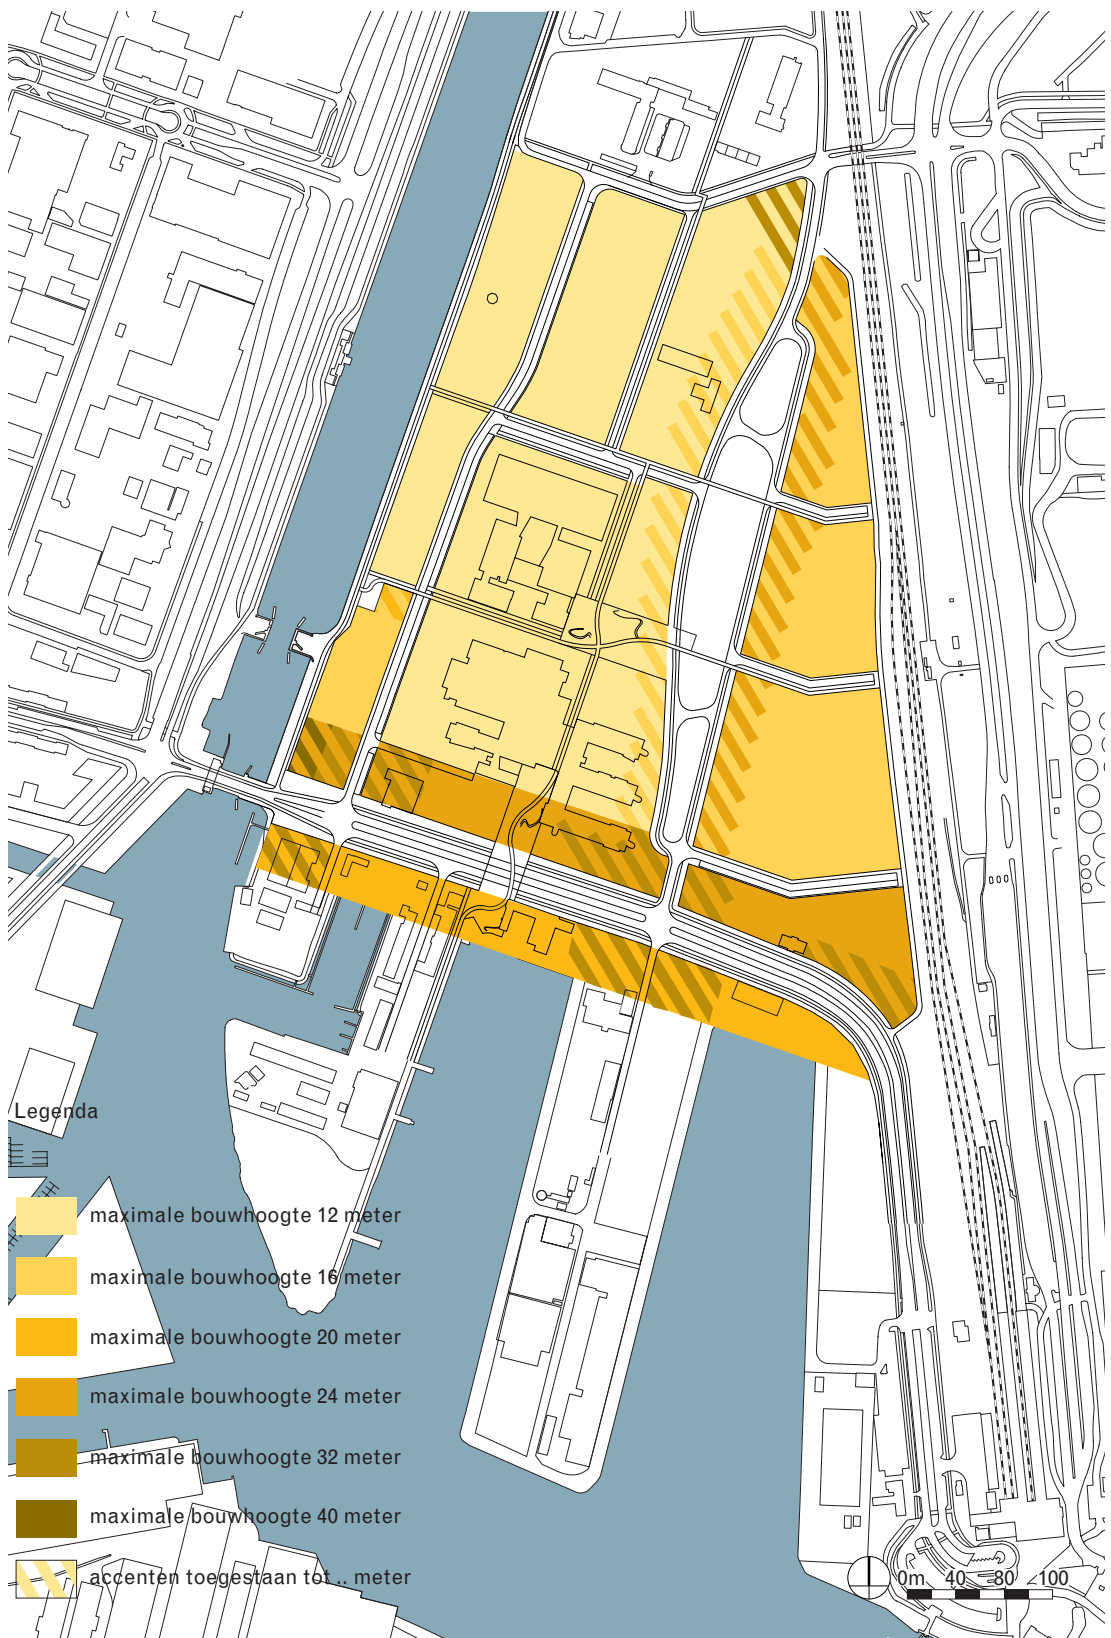 Legenda
maximale bouwhoogte 12 meter
maximale bouwhoogte 16 meter
maximale bouwhoogte 20 meter
maximale bouwhoogte 24 meter
maximale bouwhoogte 32 meter
maximale bouwhoogte 40 meter
accenten toegestaan tot .. meter
0m 40 80 100